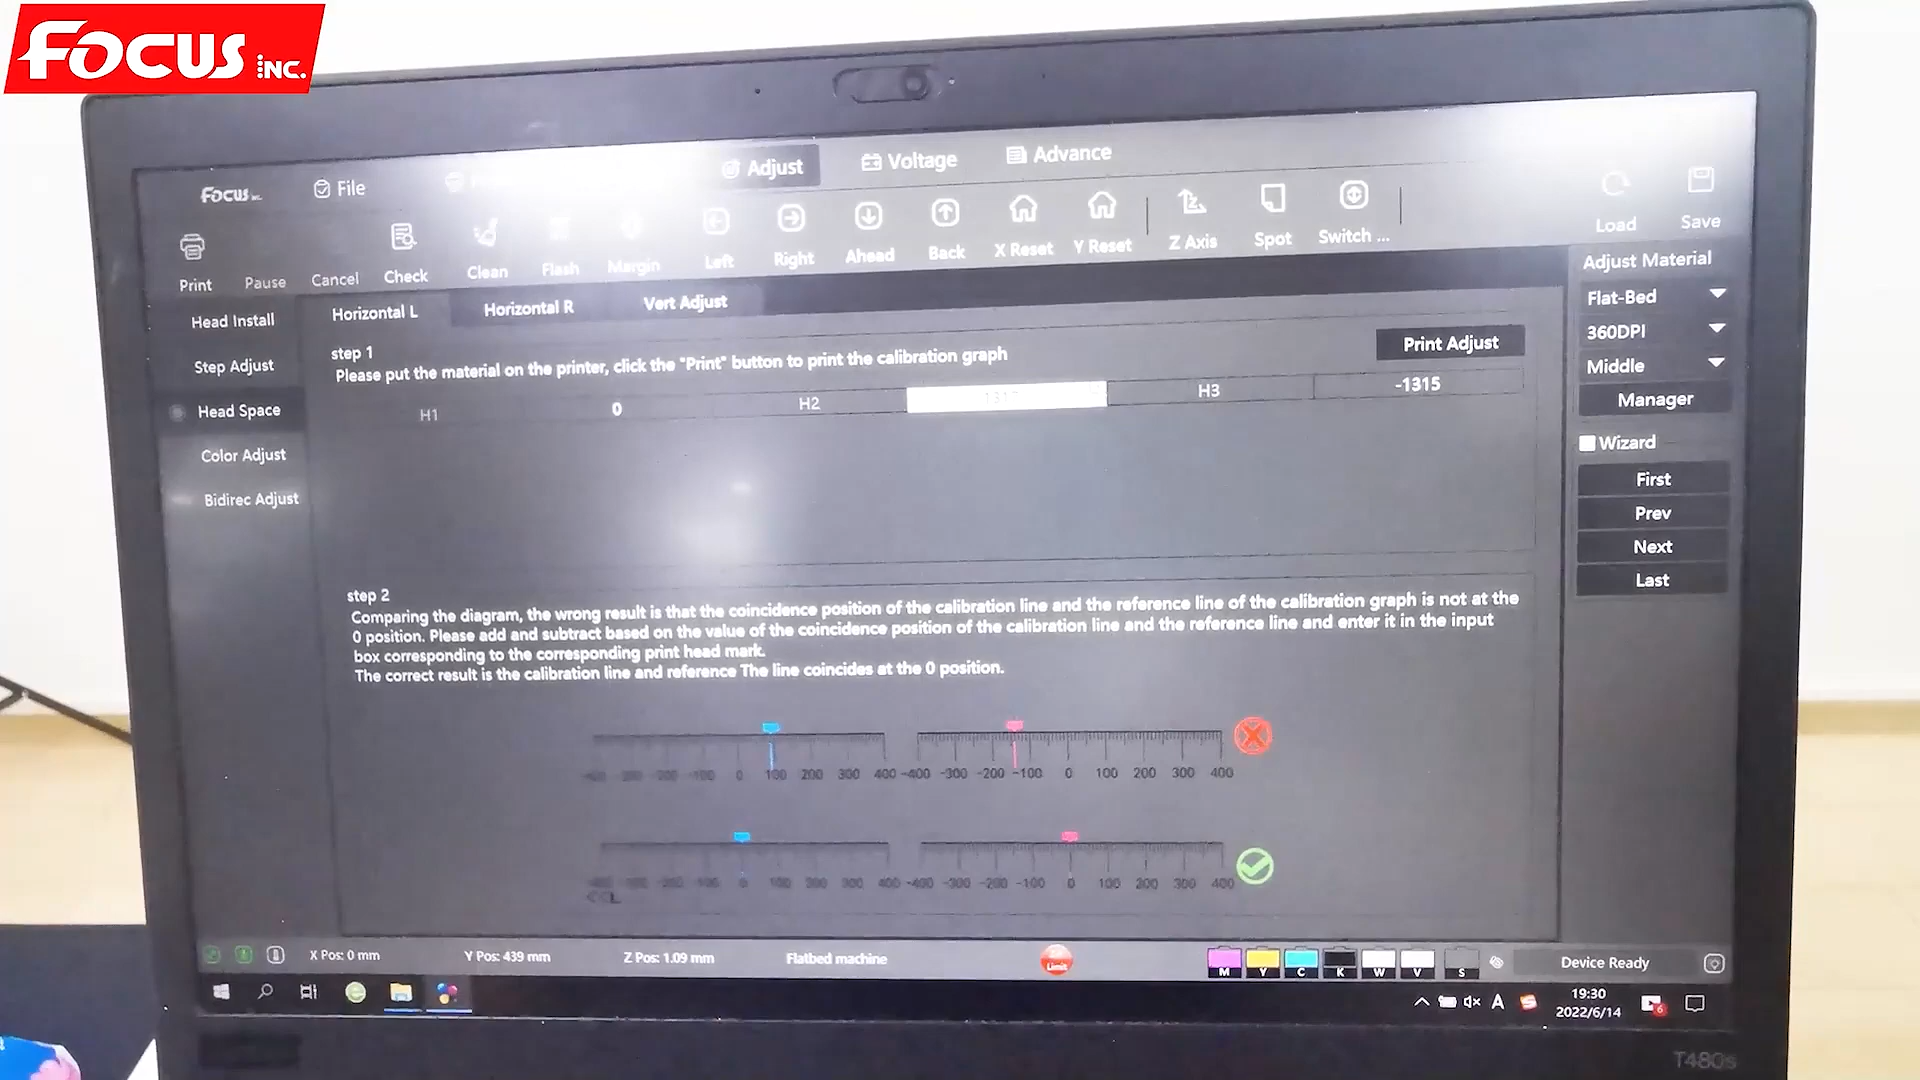 FOCUS INC.
Adjust
Voltage
Advance
FOCUS INC.
File
Load
Save
Print
Pause
Cancel
Check
Clean
Flash
Margin
Left
Right
Ahead
Back
X Reset
Y Reset
Z Axis
Spot
Switch ...
Adjust Material
Head Install
Horizontal L
Horizontal R
Vert Adjust
Flat-Bed
step 1
Please put the material on the printer, click the "Print" button to print the calibration graph
Print Adjust
360DPI
Step Adjust
Middle
H1
0
H2
H3
-1315
Manager
Head Space
Wizard
Color Adjust
First
Bidirec Adjust
Prev
Next
Last
step 2
Comparing the diagram, the wrong result is that the coincidence position of the calibration line and the reference line of the calibration graph is not at the
0 position. Please add and subtract based on the value of the coincidence position of the calibration line and the reference line and enter it in the input
box corresponding to the corresponding print head mark.
The correct result is the calibration line and reference The line coincides at the 0 position.
-100 0 100 200 300 400 -400 -300 -200 -100 0 100 200 300 400
-400 -300 -200 -100 0 100 200 300 400 -400 -300 -200 -100 0 100 200 300 400
X Pos: 0 mm
Y Pos: 439 mm
Z Pos: 1.09 mm
Flatbed machine
Limit
M
Y
C
K
W
V
S
Device Ready
A
19:30
2022/6/14
6
T480s